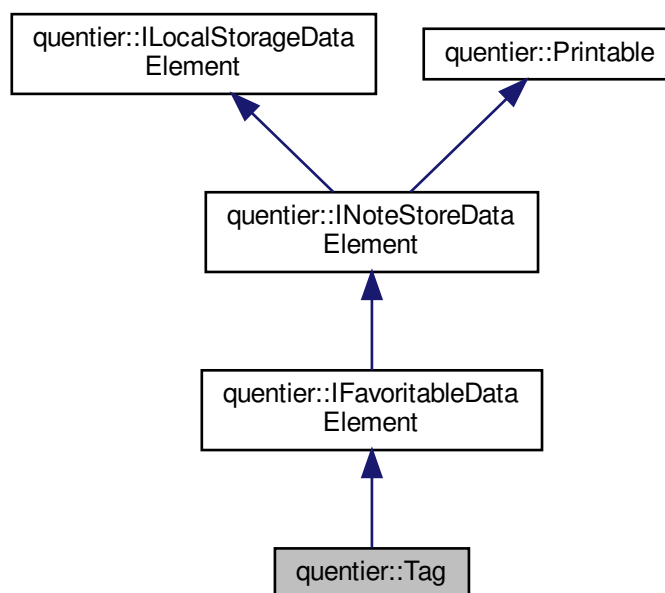 quentier::ILocalStorageData
Element
quentier::Printable
quentier::INoteStoreData
Element
quentier::IFavoritableData
Element
quentier::Tag